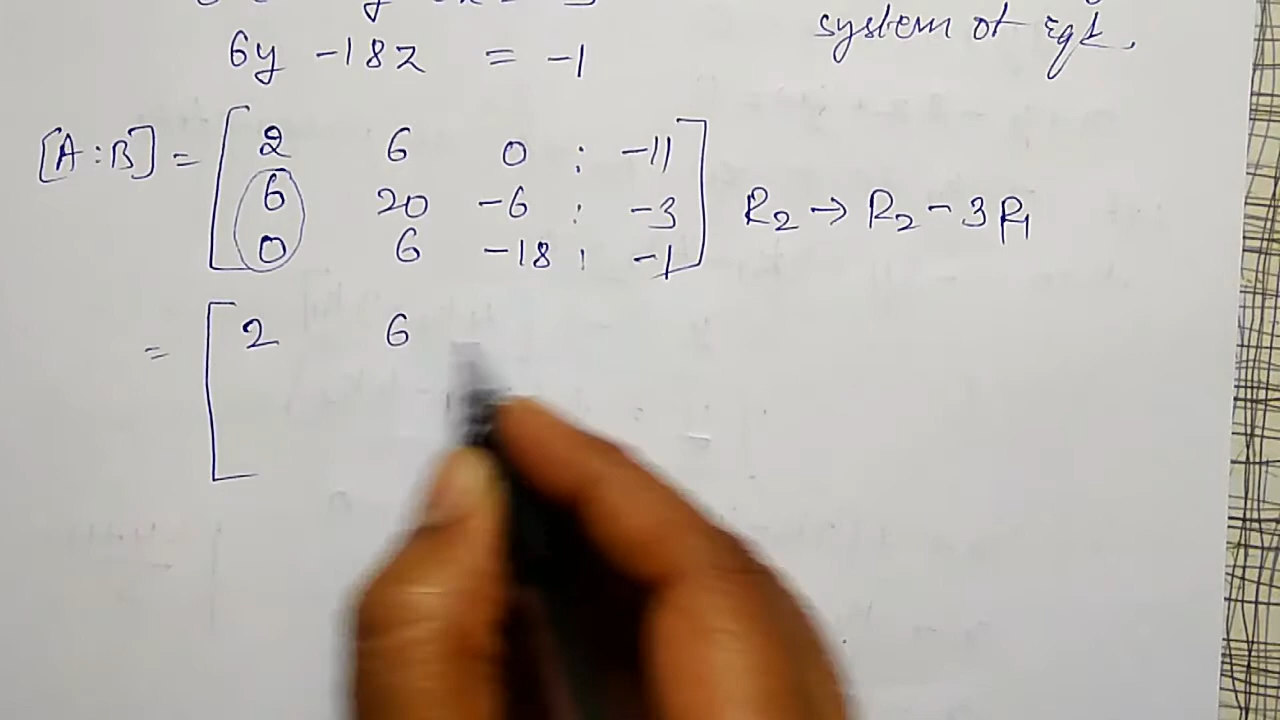 6y -18z = -1
system of Eqt.
[A:B] = [ 2 6 0 : -11
6 20 -6 : -3
0 6 -18 : -1 ] R2 → R2 - 3R1
= [ 2 6